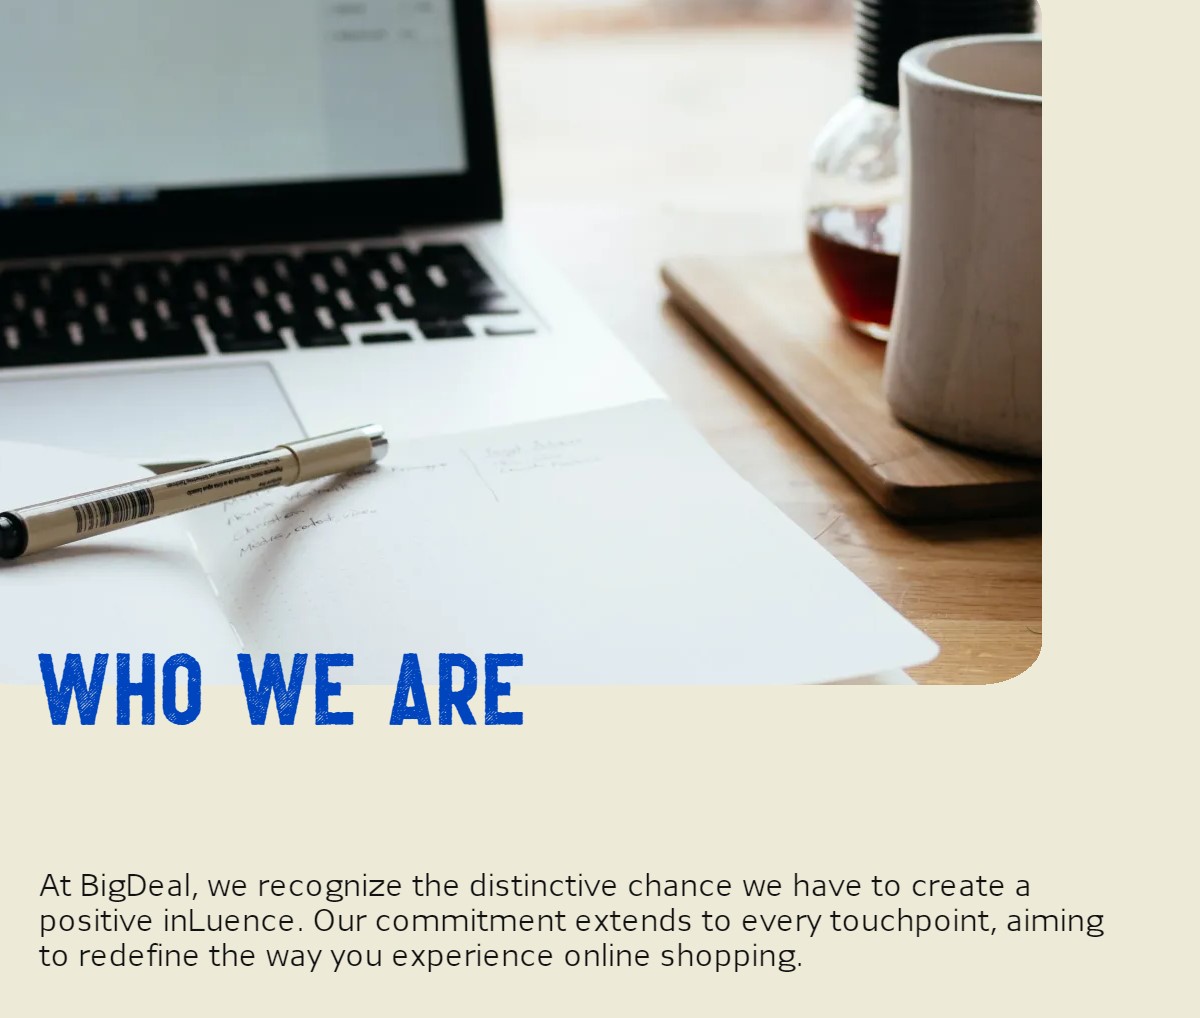 WHO WE ARE
At BigDeal, we recognize the distinctive chance we have to create a
positive inLuence. Our commitment extends to every touchpoint, aiming
to redefine the way you experience online shopping.